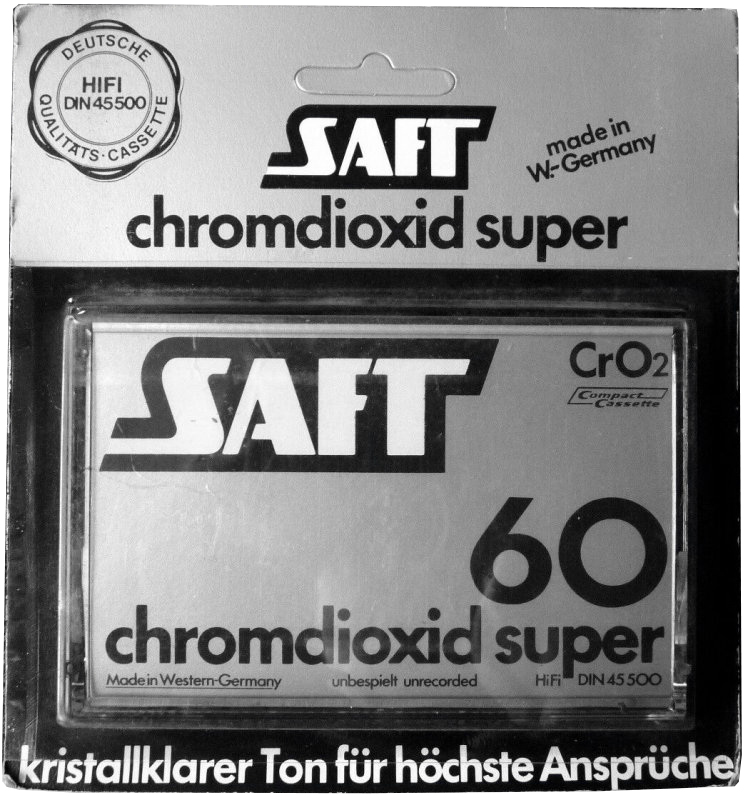 DEUTSCHE
HIFI
DIN 45500
QUALITÄTS·CASSETTE
SAFT
made in
W.-Germany
chromdioxid super
SAFT
CrO2
Compact
Cassette
60
chromdioxid super
Made in Western-Germany unbespielt unrecorded HiFi DIN 45 500
kristallklarer Ton für höchste Ansprüche